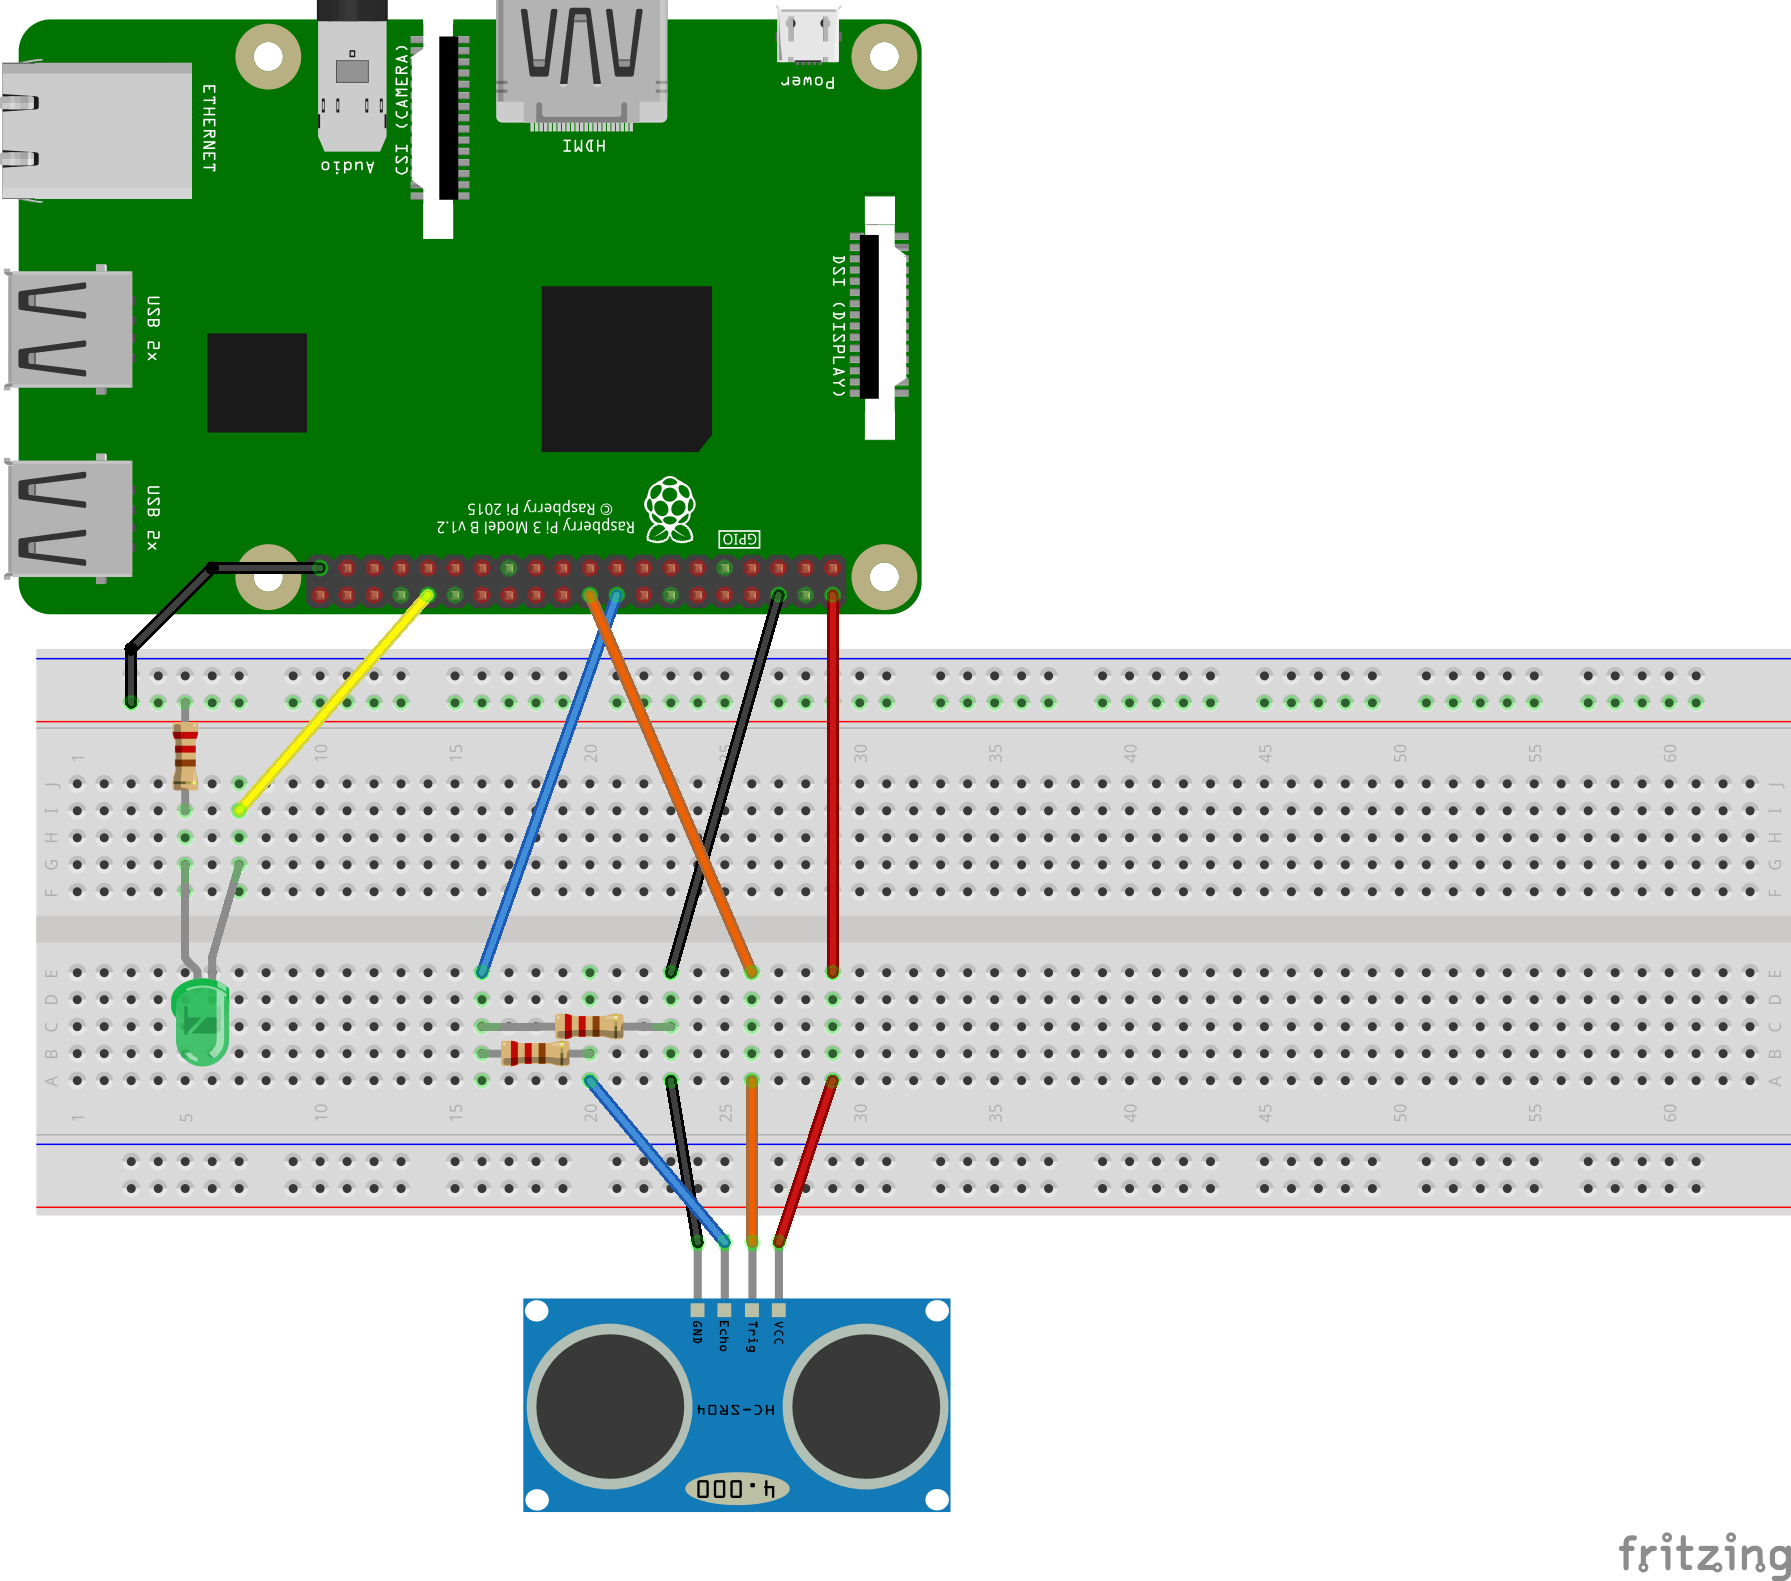 ETHERNET
Audio
CSI (CAMERA)
HDMI
Power
DSI (DISPLAY)
USB 2x
USB 2x
© Raspberry Pi 2015
Raspberry Pi 3 Model B v1.2
GPIO
1 10 15 20 25 30 35 40 45 50 55 60
J J
I I
H H
G G
F F
E E
D D
C C
B B
A A
1 5 10 15 20 25 30 35 40 45 50 55 60
GND Echo Trig VCC
HC-SR04
4.000
fritzing